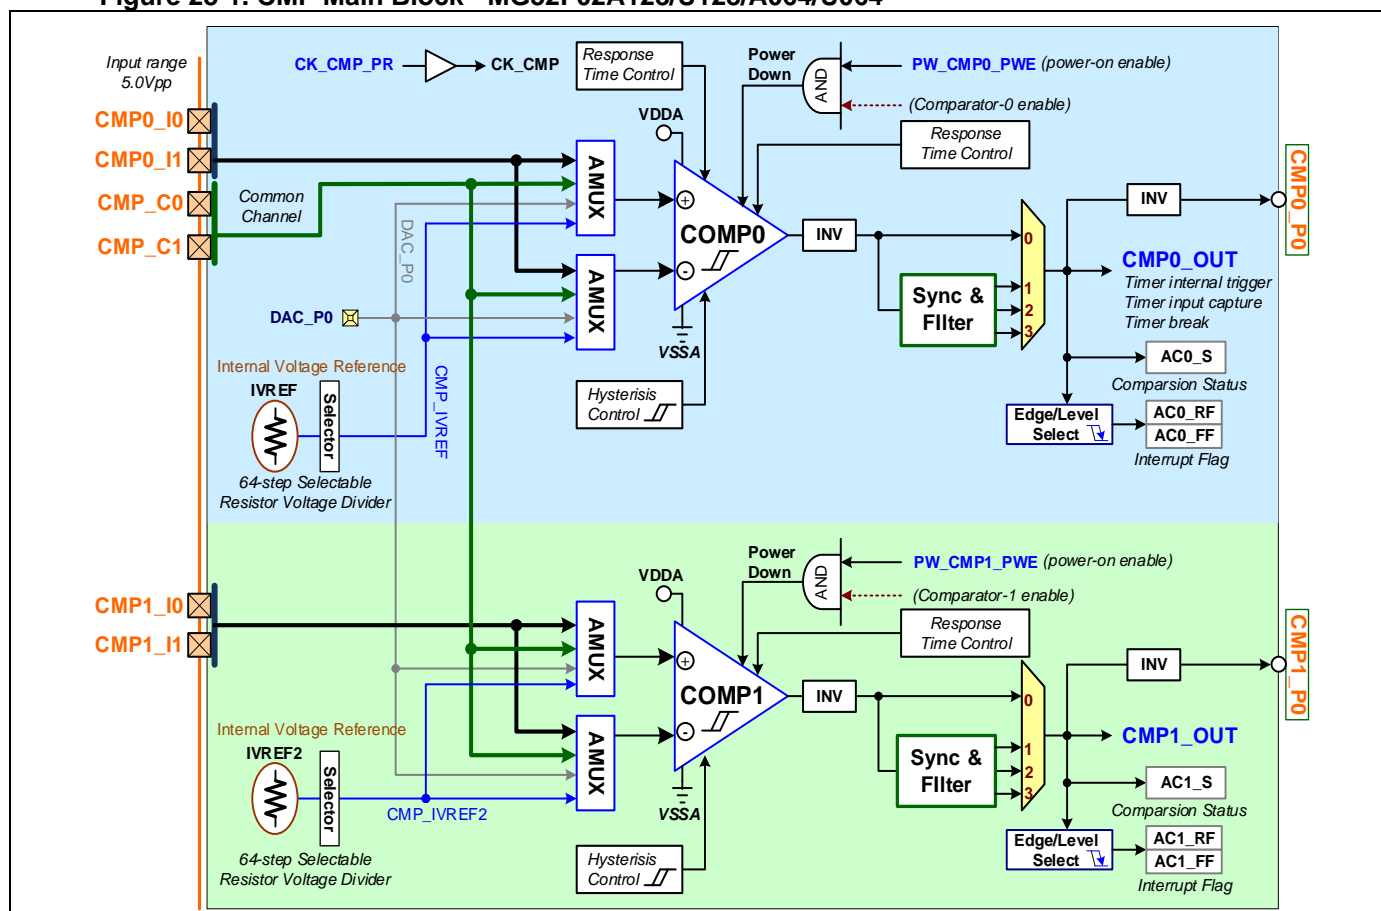 Input range
5.0Vpp
CK_CMP_PR
CK_CMP
Response
Time Control
Power
Down
AND
PW_CMP0_PWE (power-on enable)
(Comparator-0 enable)
Response
Time Control
CMP0_I0
CMP0_I1
CMP_C0
CMP_C1
Common
Channel
VDDA
AMUX
AMUX
+
-
COMP0
VSSA
INV
Sync &
FIlter
0
1
2
3
INV
CMP0_P0
CMP0_OUT
Timer internal trigger
Timer input capture
Timer break
AC0_S
Comparsion Status
Edge/Level
Select
AC0_RF
AC0_FF
Interrupt Flag
DAC_P0
DAC_P0
Internal Voltage Reference
IVREF
Selector
CMP_IVREF
64-step Selectable
Resistor Voltage Divider
Hysterisis
Control
CMP1_I0
CMP1_I1
Power
Down
AND
PW_CMP1_PWE (power-on enable)
(Comparator-1 enable)
Response
Time Control
VDDA
AMUX
AMUX
+
-
COMP1
VSSA
INV
Sync &
FIlter
0
1
2
3
INV
CMP1_P0
CMP1_OUT
AC1_S
Comparsion Status
Edge/Level
Select
AC1_RF
AC1_FF
Interrupt Flag
Internal Voltage Reference
IVREF2
Selector
CMP_IVREF2
64-step Selectable
Resistor Voltage Divider
Hysterisis
Control